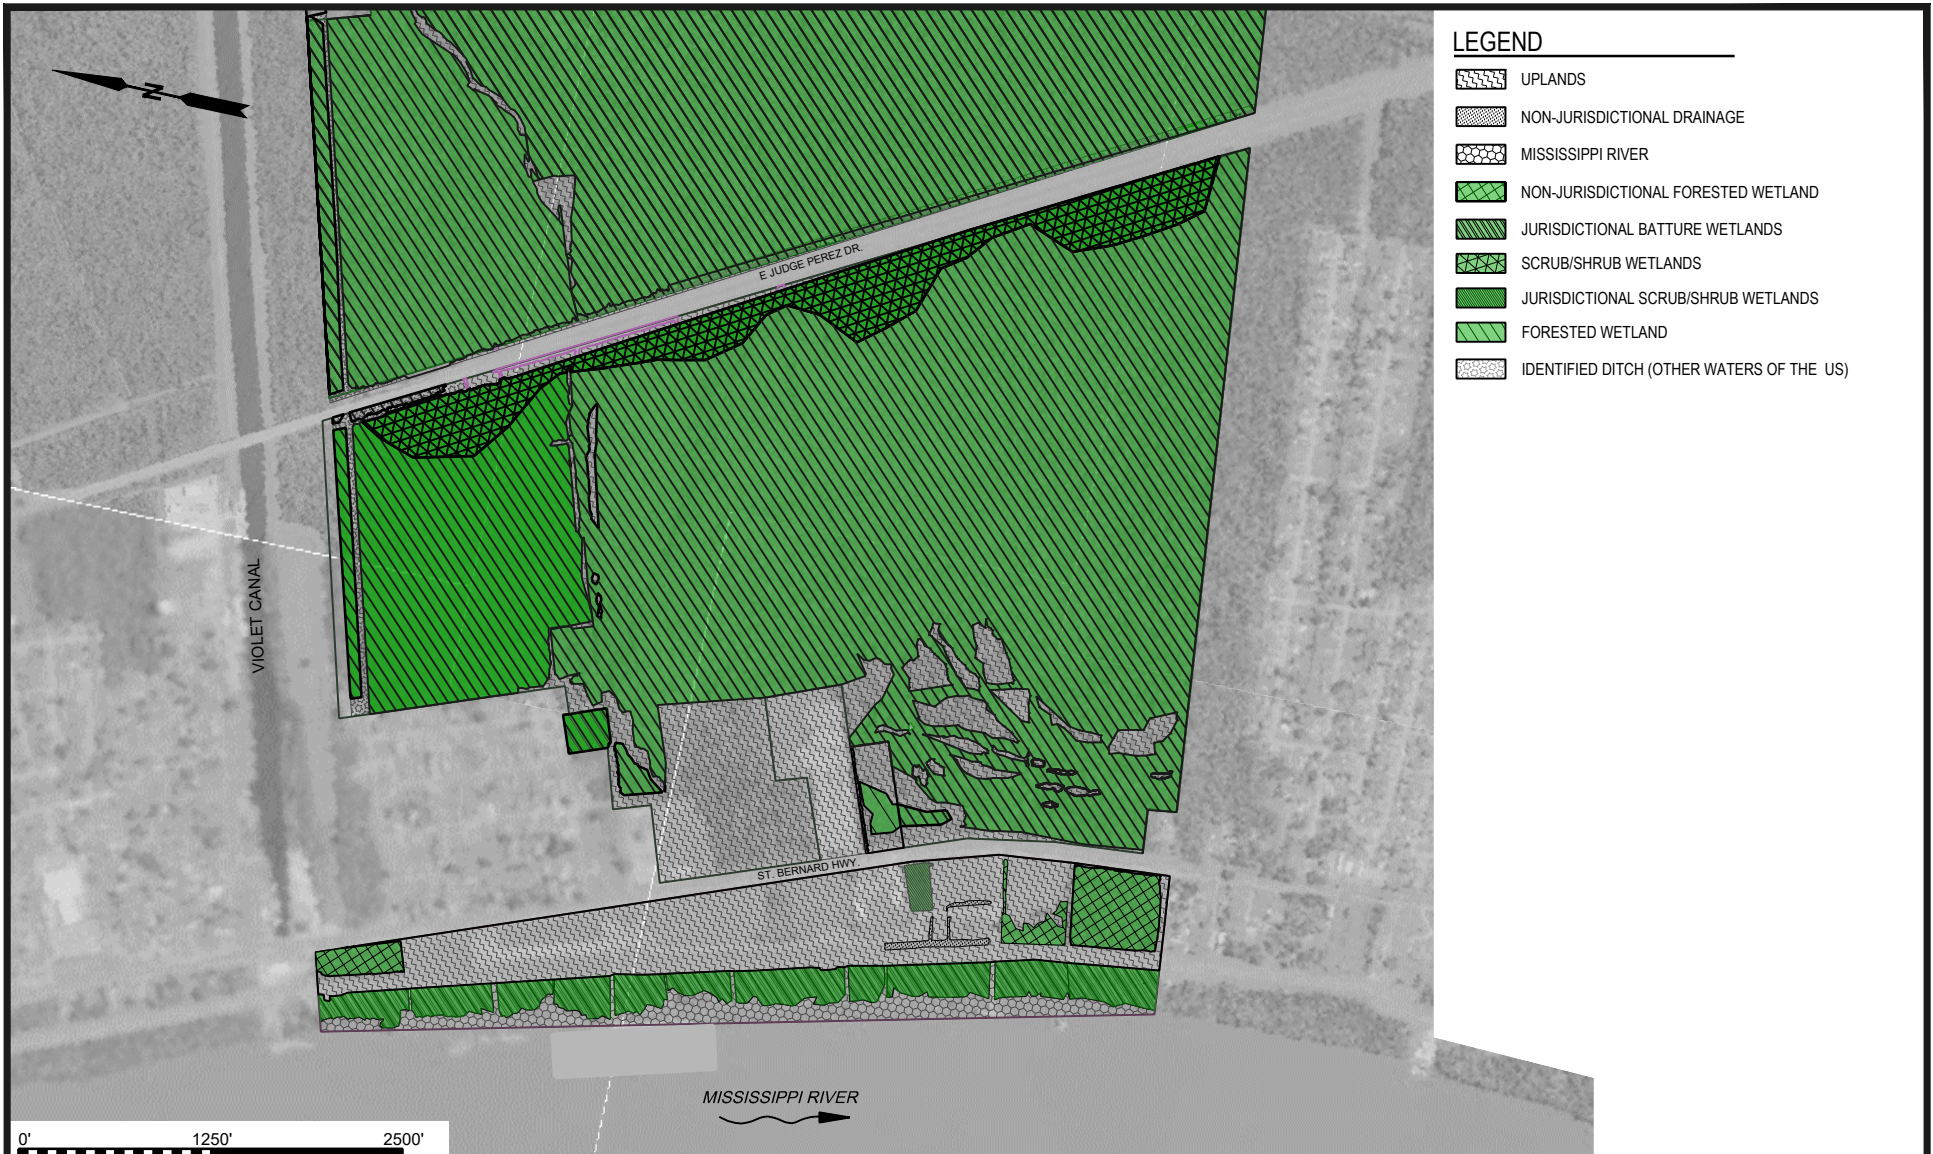 LEGEND
UPLANDS
NON-JURISDICTIONAL DRAINAGE
MISSISSIPPI RIVER
NON-JURISDICTIONAL FORESTED WETLAND
JURISDICTIONAL BATTURE WETLANDS
SCRUB/SHRUB WETLANDS
JURISDICTIONAL SCRUB/SHRUB WETLANDS
FORESTED WETLAND
IDENTIFIED DITCH (OTHER WATERS OF THE US)
N
E JUDGE PEREZ DR.
VIOLET CANAL
ST. BERNARD HWY.
MISSISSIPPI RIVER
0' 1250' 2500'